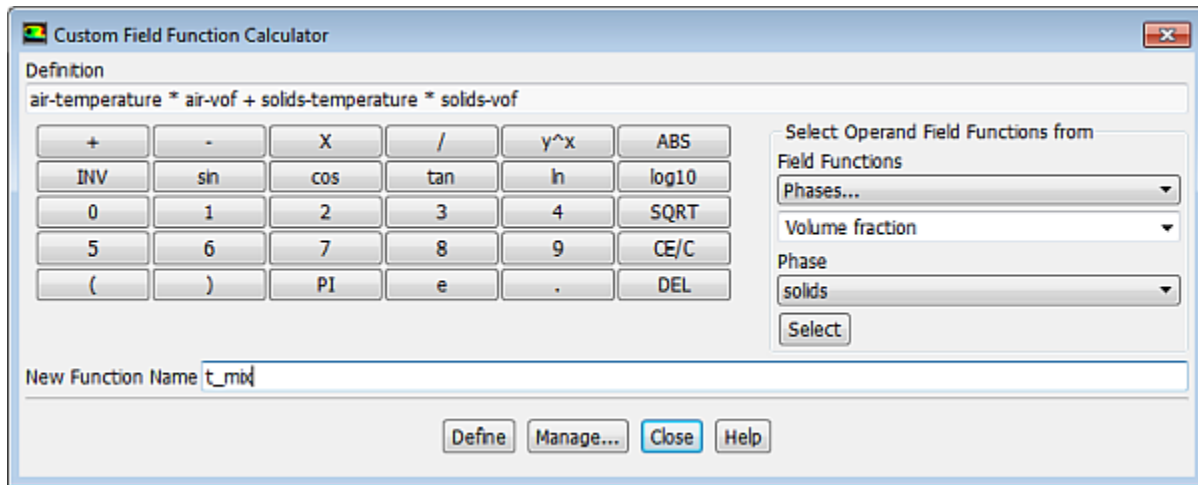 Custom Field Function Calculator
Definition
air-temperature * air-vof + solids-temperature * solids-vof
+ - X / y^x ABS
INV sin cos tan ln log10
0 1 2 3 4 SQRT
5 6 7 8 9 CE/C
( ) PI e . DEL
Select Operand Field Functions from
Field Functions
Phases...
Volume fraction
Phase
solids
Select
New Function Name t_mix
Define Manage... Close Help